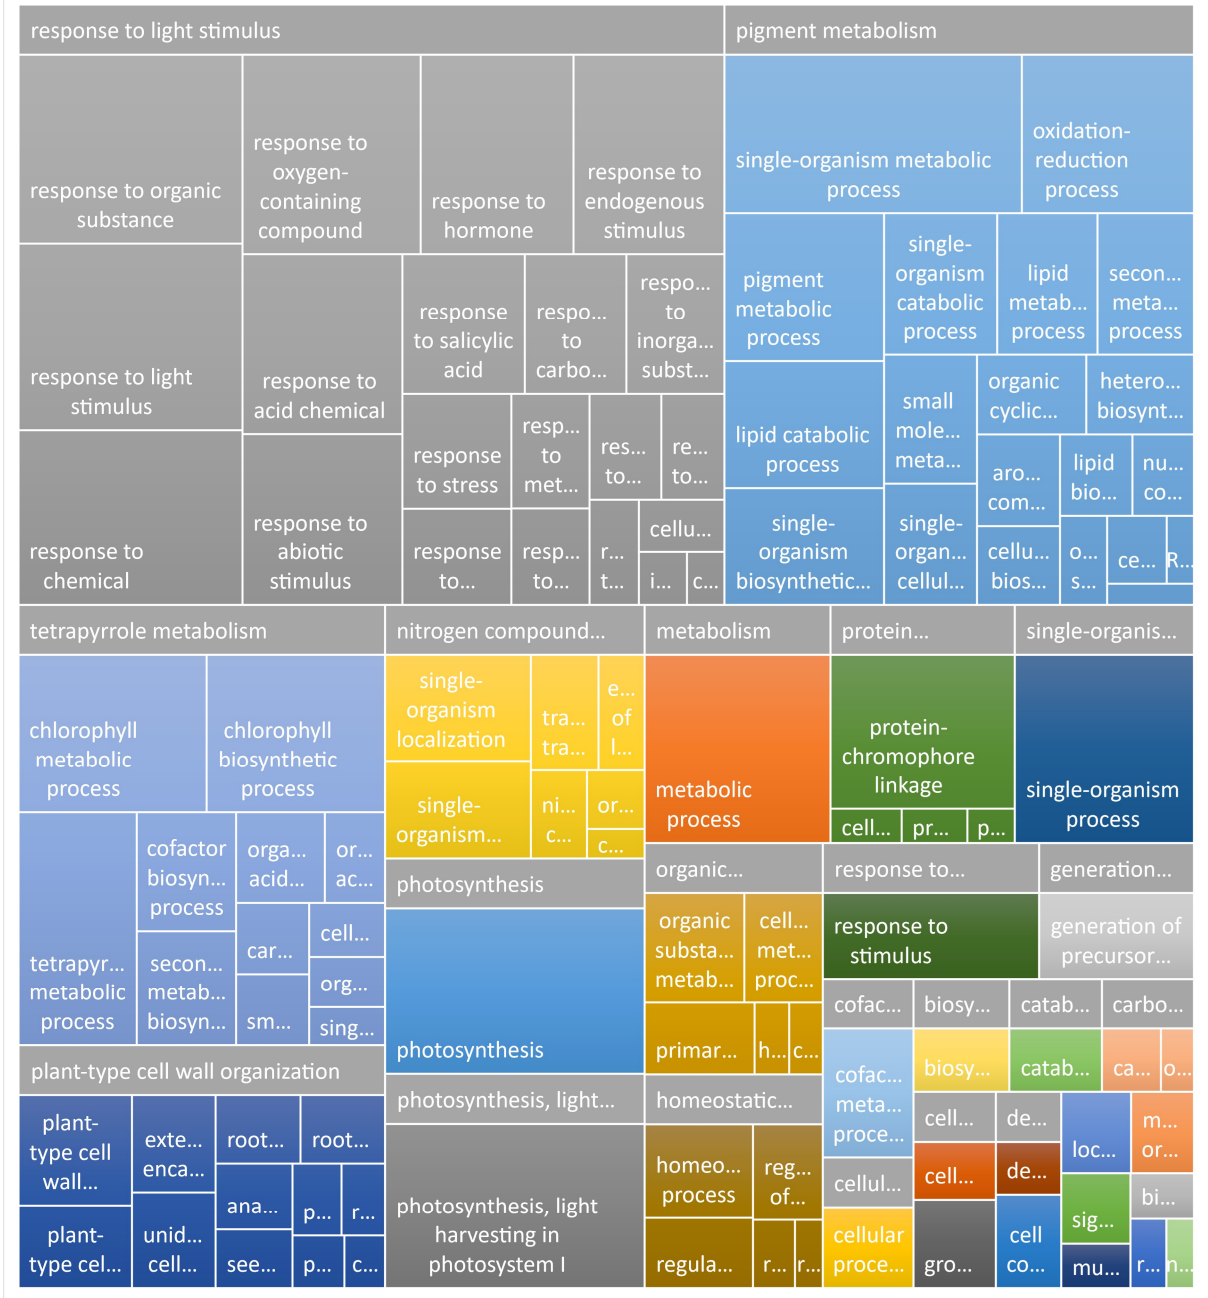 response to light stimulus
response to organic
substance
response to
oxygen-
containing
compound
response to
hormone
response to
endogenous
stimulus
response to light
stimulus
response to
acid chemical
response
to salicylic
acid
respo...
to
carbo...
respo...
to
inorga...
subst...
response to
chemical
response to
abiotic
stimulus
response
to stress
resp...
to
met...
res...
to...
re...
to...
response
to...
resp...
to...
r...
t...
cellu...
i...
c...
pigment metabolism
single-organism metabolic
process
oxidation-
reduction
process
pigment
metabolic
process
single-
organism
catabolic
process
lipid
metab...
process
secon...
meta...
process
lipid catabolic
process
small
mole...
meta...
organic
cyclic...
hetero...
biosynt...
aro...
com...
lipid
bio...
nu...
co...
single-
organism
biosynthetic...
single-
organ...
cellul...
cellu...
bios...
o...
s...
ce...
R...
tetrapyrrole metabolism
chlorophyll
metabolic
process
chlorophyll
biosynthetic
process
tetrapyr...
metabolic
process
cofactor
biosyn...
process
orga...
acid...
or...
ac...
secon...
metab...
biosyn...
car...
cell...
sm...
org...
sing...
plant-type cell wall organization
plant-
type cell
wall...
exte...
enca...
root...
root...
plant-
type cel...
unid...
cell...
ana...
see...
p...
r...
p...
c...
nitrogen compound...
single-
organism
localization
tra...
tra...
e...
of
l...
single-
organism...
ni...
c...
or...
c...
photosynthesis
photosynthesis
photosynthesis, light...
photosynthesis, light
harvesting in
photosystem I
metabolism
metabolic
process
protein...
protein-
chromophore
linkage
cell...
pr...
p...
single-organis...
single-organism
process
organic...
organic
substa...
metab...
cell...
met...
proc...
primar...
h...
c...
homeostatic...
homeo...
process
reg...
of...
regula...
r...
r...
response to...
response to
stimulus
generation...
generation of
precursor...
cofac...
cofac...
meta...
proce...
biosy...
biosy...
catab...
catab...
carbo...
ca...
o...
cellul...
cellular
proce...
cell...
cell...
gro...
de...
de...
cell
co...
loc...
m...
or...
sig...
mu...
bi...
r...
n...